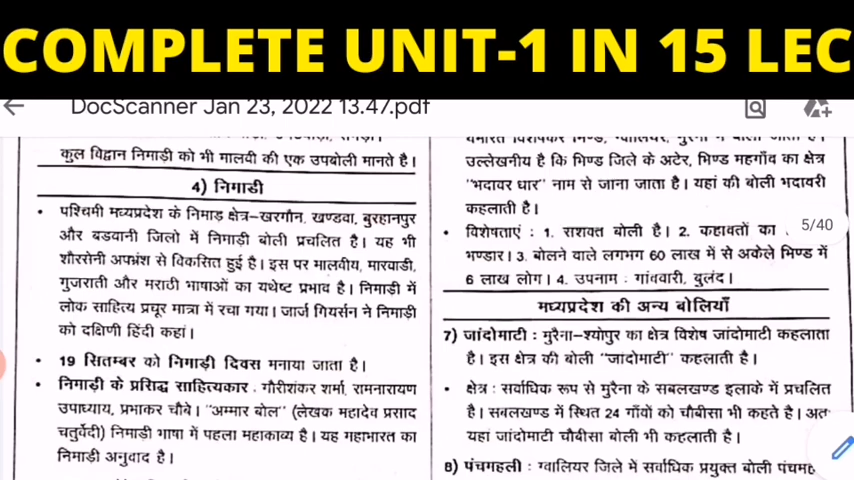 COMPLETE UNIT-1 IN 15 LEC
DocScanner Jan 23, 2022 13.47.pdf
5/40
कुल विद्वान निमाड़ी को भी मालवी की एक उपबोली मानते है।
4) निमाडी
• पश्चिमी मध्यप्रदेश के निमाड़ क्षेत्र–खरगौन, खण्डवा, बुरहानपुर
और बडवानी जिलो में निमाड़ी बोली प्रचलित है। यह भी
शौरसेनी अपभ्रंश से विकसित हुई है। इस पर मालवीय, मारवाडी,
गुजराती और मराठी भाषाओं का यथेष्ट प्रभाव है। निमाड़ी में
लोक साहित्य प्रचूर मात्रा में रचा गया। जार्ज गियर्सन ने निमाड़ी
को दक्षिणी हिंदी कहां।
• 19 सितम्बर को निमाड़ी दिवस मनाया जाता है।
• निमाड़ी के प्रसिद्ध साहित्यकार : गौरीशंकर शर्मा, रामनारायण
उपाध्याय, प्रभाकर चौबे। "अम्मार बोल" (लेखक महादेव प्रसाद
चतुर्वेदी) निमाड़ी भाषा में पहला महाकाव्य है। यह महाभारत का
निमाड़ी अनुवाद है।
में बोली जाता है।
उल्लेखनीय है कि भिण्ड जिले के अटेर, भिण्ड महगाँव का क्षेत्र
"भदावर धार" नाम से जाना जाता है। यहां की बोली भदावरी
कहलाती है।
• विशेषताएं : 1. सशक्त बोली है। 2. कहावतों का
भण्डार। 3. बोलने वाले लगभग 60 लाख में से अकेले भिण्ड में
6 लाख लोग। 4. उपनाम : गांववारी, बुलंद।
मध्यप्रदेश की अन्य बोलियाँ
7) जांदोमाटी : मुरैना–श्योपुर का क्षेत्र विशेष जांदोमाटी कहलाता
है। इस क्षेत्र की बोली "जांदोमाटी" कहलाती है।
• क्षेत्र : सर्वाधिक रूप से मुरैना के सबलखण्ड इलाके में प्रचलित
है। सबलखण्ड में स्थित 24 गाँवों को चौबीसा भी कहते है। अत
यहां जांदोमाटी चौबीसा बोली भी कहलाती है।
8) पंचगहली : ग्वालियर जिले में सर्वाधिक प्रयुक्त बोली पंचमह